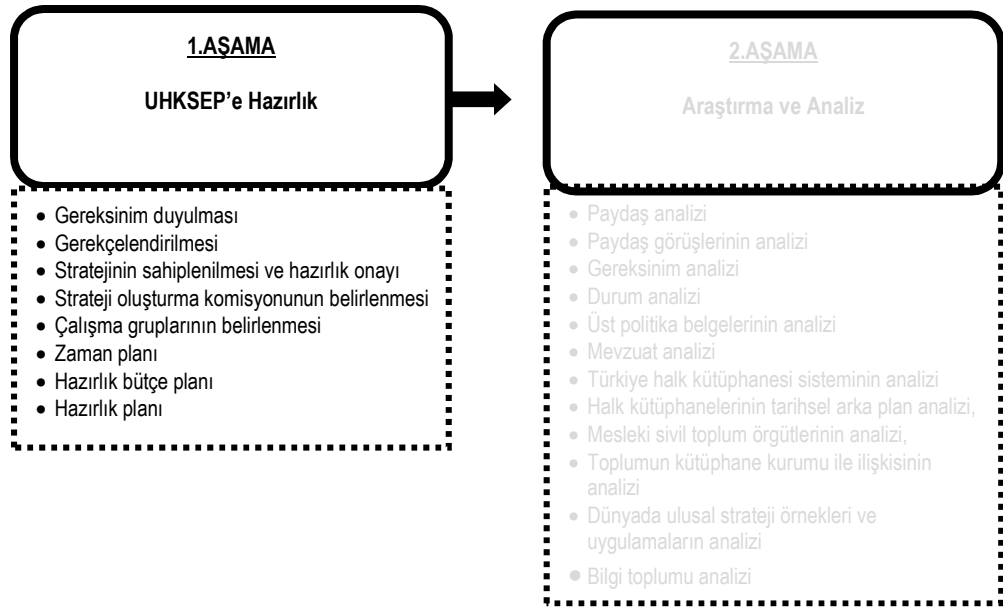 1.AŞAMA
UHKSEP’e Hazırlık
• Gereksinim duyulması
• Gerekçelendirilmesi
• Stratejinin sahiplenilmesi ve hazırlık onayı
• Strateji oluşturma komisyonunun belirlenmesi
• Çalışma gruplarının belirlenmesi
• Zaman planı
• Hazırlık bütçe planı
• Hazırlık planı
2.AŞAMA
Araştırma ve Analiz
• Paydaş analizi
• Paydaş görüşlerinin analizi
• Gereksinim analizi
• Durum analizi
• Üst politika belgelerinin analizi
• Mevzuat analizi
• Türkiye halk kütüphanesi sisteminin analizi
• Halk kütüphanelerinin tarihsel arka plan analizi,
• Mesleki sivil toplum örgütlerinin analizi,
• Toplumun kütüphane kurumu ile ilişkisinin
analizi
• Dünyada ulusal strateji örnekleri ve
uygulamaların analizi
• Bilgi toplumu analizi